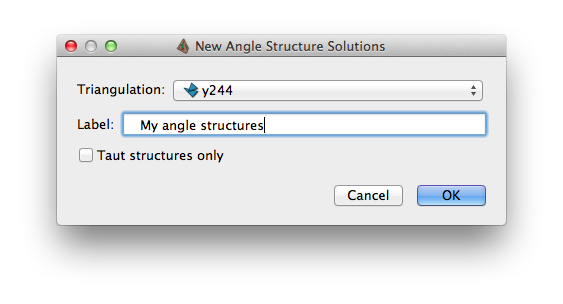 New Angle Structure Solutions
Triangulation: y244
Label: My angle structures
Taut structures only
Cancel OK